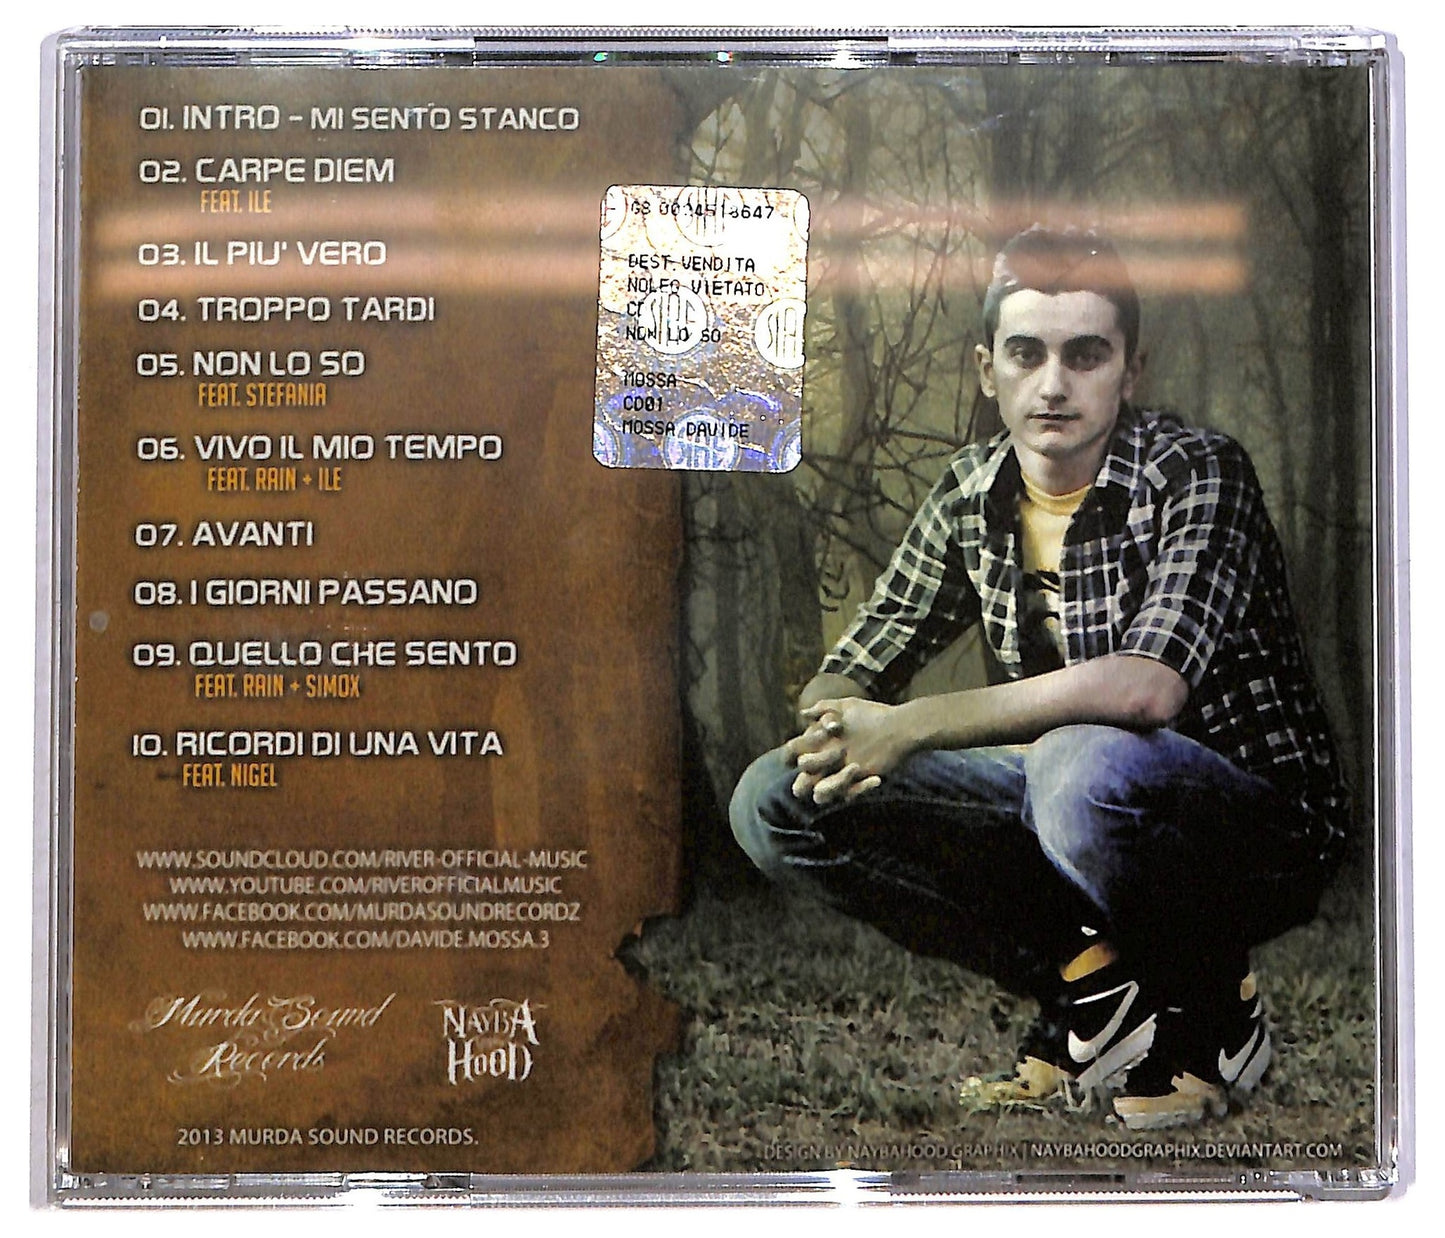 01. INTRO - MI SENTO STANCO
02. CARPE DIEM
FEAT. ILE
03. IL PIU' VERO
04. TROPPO TARDI
05. NON LO SO
FEAT. STEFANIA
06. VIVO IL MIO TEMPO
FEAT. RAIN + ILE
07. AVANTI
08. I GIORNI PASSANO
09. QUELLO CHE SENTO
FEAT. RAIN + SIMOX
10. RICORDI DI UNA VITA
FEAT. NIGEL
WWW.SOUNDCLOUD.COM/RIVER-OFFICIAL-MUSIC
WWW.YOUTUBE.COM/RIVEROFFICIALMUSIC
WWW.FACEBOOK.COM/MURDASOUNDRECORDZ
WWW.FACEBOOK.COM/DAVIDE.MOSSA.3
Murda Sound
Records
NAYBA
HOOD
2013 MURDA SOUND RECORDS.
DEST.VENDITA
NOLEG VIETATO
NON LO SO
MOSSA
CD01
MOSSA DAVIDE
DESIGN BY NAYBAHOOD GRAPHIX | NAYBAHOODGRAPHIX.DEVIANTART.COM